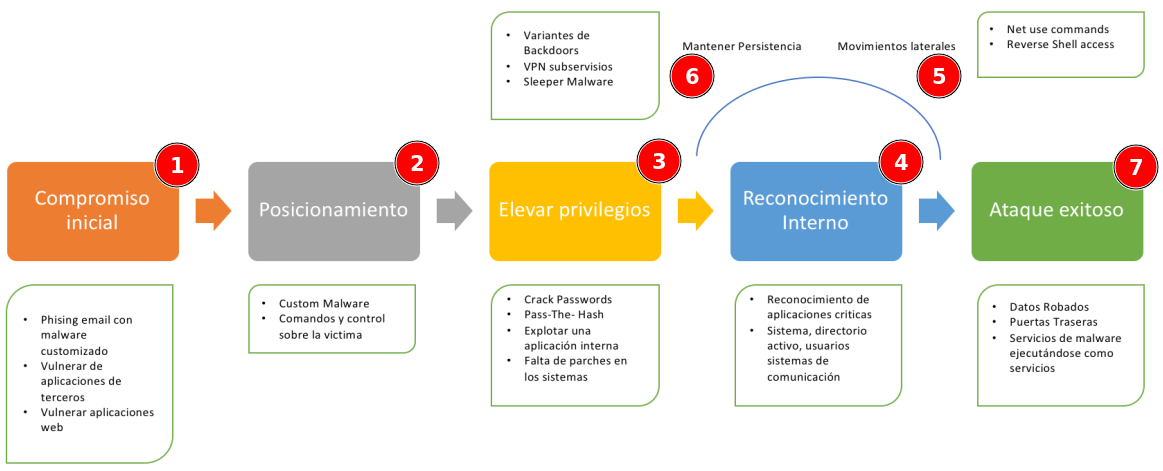 • Variantes de
Backdoors
• VPN subservisios
• Sleeper Malware
Mantener Persistencia
6
Movimientos laterales
5
• Net use commands
• Reverse Shell access
1
Compromiso
inicial
2
Posicionamiento
3
Elevar privilegios
4
Reconocimiento
Interno
7
Ataque exitoso
• Phising email con
malware
customizado
• Vulnerar de
aplicaciones de
terceros
• Vulnerar aplicaciones
web
• Custom Malware
• Comandos y control
sobre la victima
• Crack Passwords
• Pass-The- Hash
• Explotar una
aplicación interna
• Falta de parches en
los sistemas
• Reconocimiento de
aplicaciones criticas
• Sistema, directorio
activo, usuarios
sistemas de
comunicación
• Datos Robados
• Puertas Traseras
• Servicios de malware
ejecutándose como
servicios